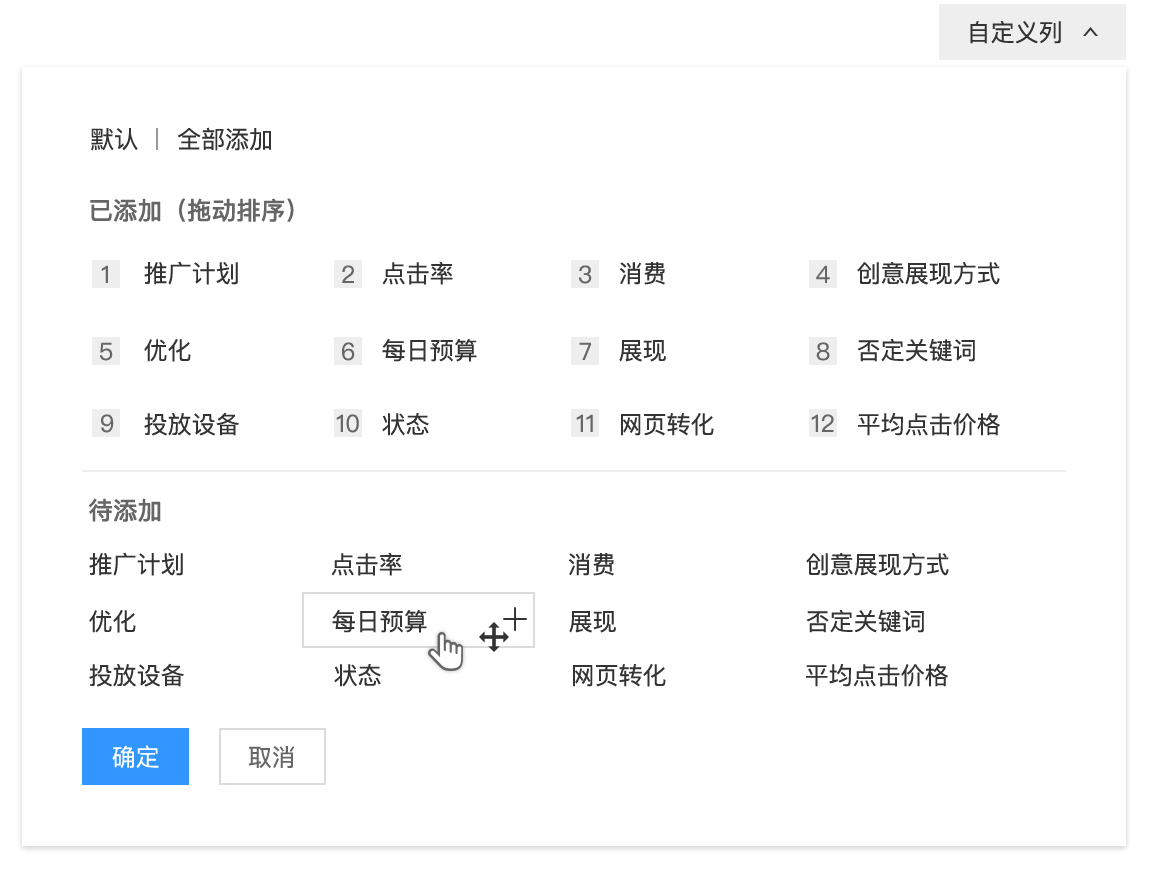 自定义列
默认 | 全部添加
已添加（拖动排序）
1 推广计划 2 点击率 3 消费 4 创意展现方式
5 优化 6 每日预算 7 展现 8 否定关键词
9 投放设备 10 状态 11 网页转化 12 平均点击价格
待添加
推广计划 点击率 消费 创意展现方式
优化 每日预算 展现 否定关键词
投放设备 状态 网页转化 平均点击价格
确定 取消